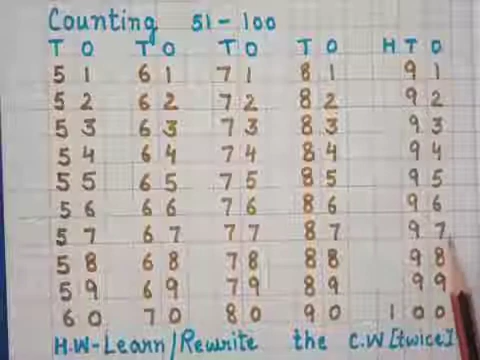 Counting 51-100
T O T O T O T O H T O
5 1 6 1 7 1 8 1 9 1
5 2 6 2 7 2 8 2 9 2
5 3 6 3 7 3 8 3 9 3
5 4 6 4 7 4 8 4 9 4
5 5 6 5 7 5 8 5 9 5
5 6 6 6 7 6 8 6 9 6
5 7 6 7 7 7 8 7 9 7
5 8 6 8 7 8 8 8 9 8
5 9 6 9 7 9 8 9 9 9
6 0 7 0 8 0 9 0 1 0 0
H.W-Learn/Rewrite the C.W[twice]